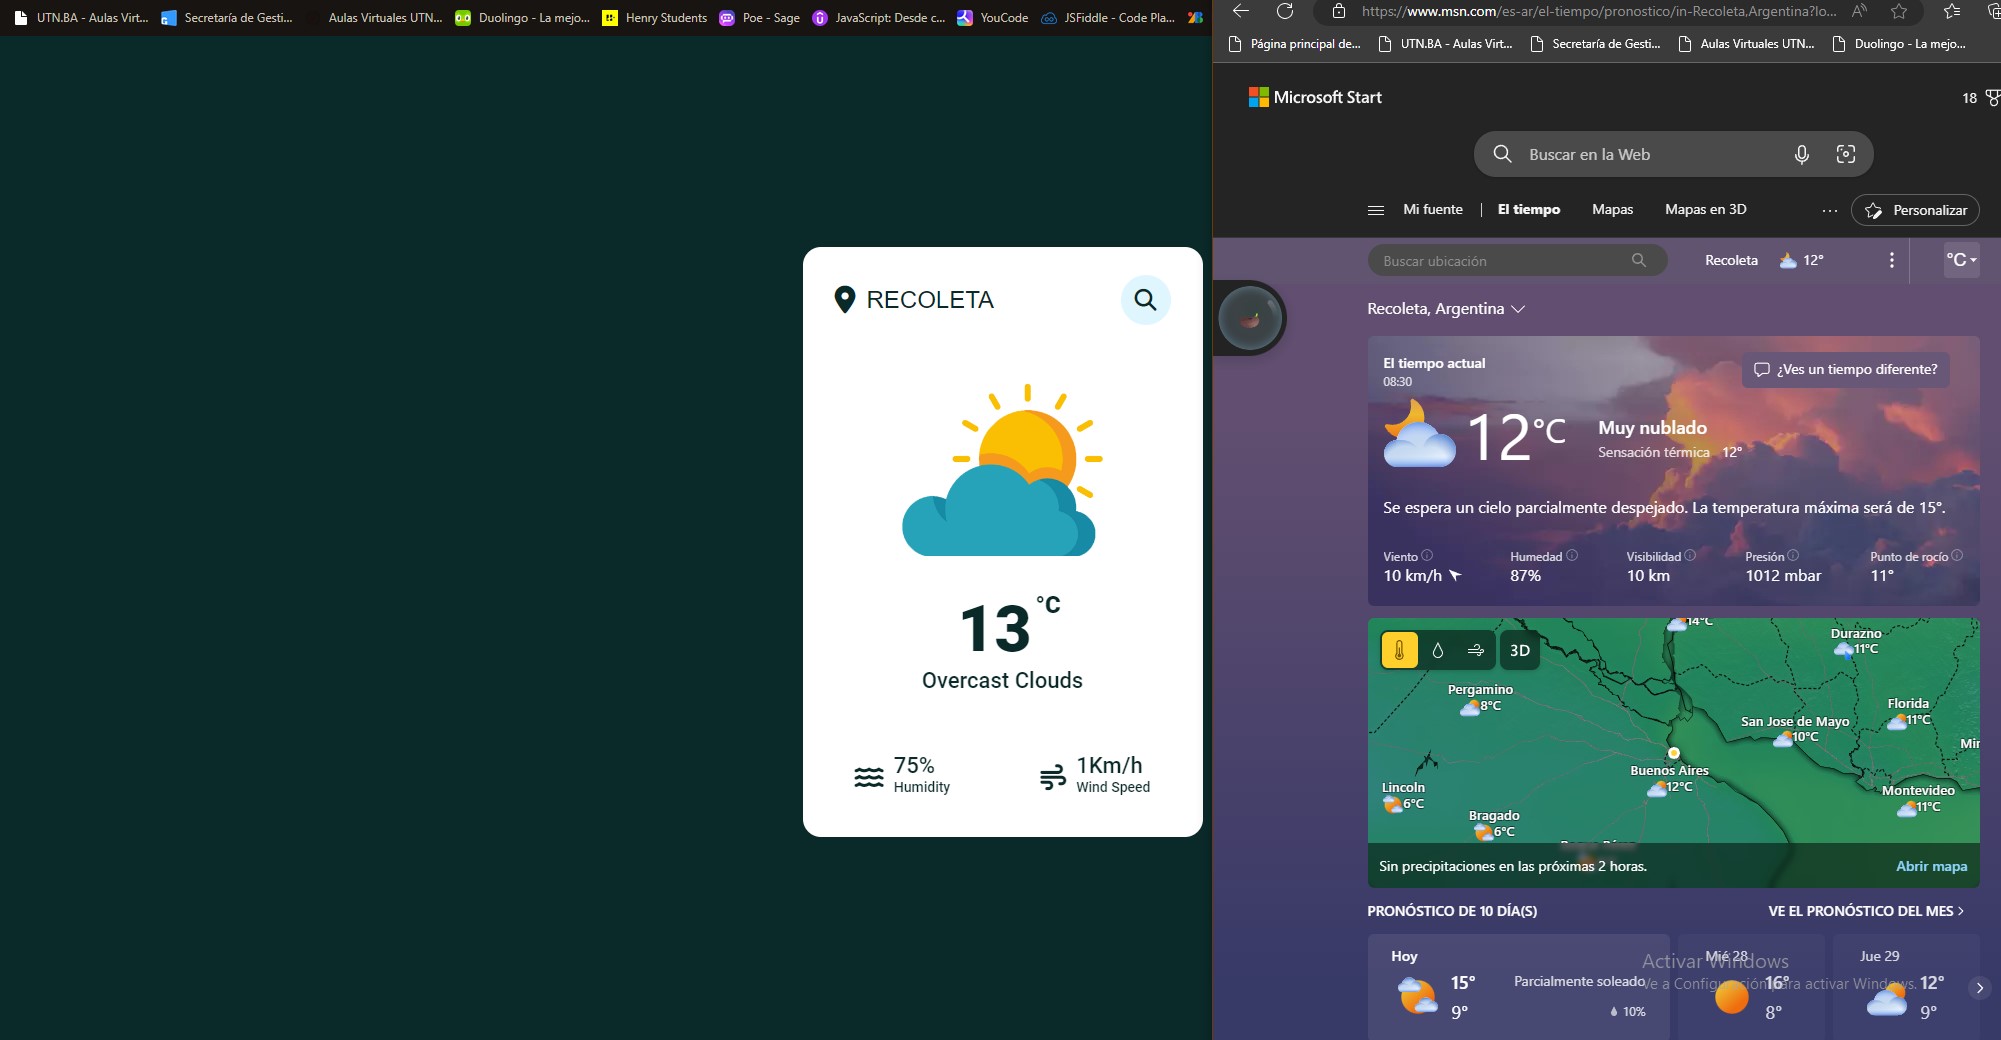 UTN.BA - Aulas Virt...
Secretaría de Gesti...
Aulas Virtuales UTN...
Duolingo - La mejo...
Henry Students
Poe - Sage
JavaScript: Desde c...
YouCode
JSFiddle - Code Pla...
RECOLETA
13 °C
Overcast Clouds
75%
Humidity
1Km/h
Wind Speed
https://www.msn.com/es-ar/el-tiempo/pronostico/in-Recoleta,Argentina?lo...
Página principal de...
UTN.BA - Aulas Virt...
Secretaría de Gesti...
Aulas Virtuales UTN...
Duolingo - La mejo...
Microsoft Start
18
Buscar en la Web
Mi fuente | El tiempo Mapas Mapas en 3D ... Personalizar
Buscar ubicación
Recoleta 12°
°C
Recoleta, Argentina
El tiempo actual
08:30
¿Ves un tiempo diferente?
12°C
Muy nublado
Sensación térmica 12°
Se espera un cielo parcialmente despejado. La temperatura máxima será de 15°.
Viento
10 km/h
Humedad
87%
Visibilidad
10 km
Presión
1012 mbar
Punto de rocío
11°
3D
14°C
Durazno
11°C
Pergamino
8°C
Florida
11°C
San Jose de Mayo
10°C
Mir
Buenos Aires
12°C
Lincoln
6°C
Montevideo
11°C
Bragado
6°C
Sin precipitaciones en las próximas 2 horas.
Abrir mapa
PRONÓSTICO DE 10 DÍA(S)
VE EL PRONÓSTICO DEL MES
Hoy
15°
9°
Parcialmente soleado
10%
Mié 28
16°
8°
Jue 29
12°
9°
Activar Windows
Ve a Configuración para activar Windows.